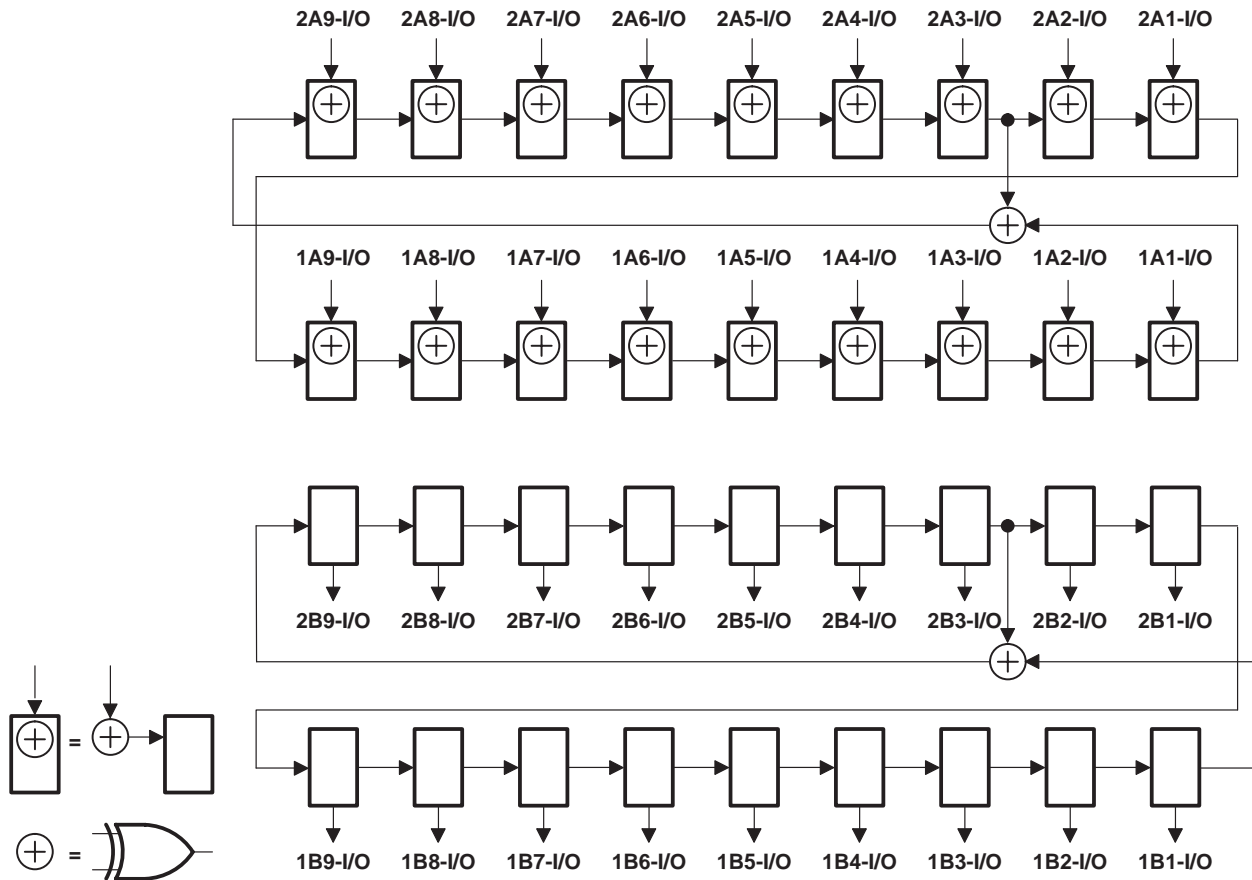 2A9-I/O 2A8-I/O 2A7-I/O 2A6-I/O 2A5-I/O 2A4-I/O 2A3-I/O 2A2-I/O 2A1-I/O
1A9-I/O 1A8-I/O 1A7-I/O 1A6-I/O 1A5-I/O 1A4-I/O 1A3-I/O 1A2-I/O 1A1-I/O
2B9-I/O 2B8-I/O 2B7-I/O 2B6-I/O 2B5-I/O 2B4-I/O 2B3-I/O 2B2-I/O 2B1-I/O
=
=
1B9-I/O 1B8-I/O 1B7-I/O 1B6-I/O 1B5-I/O 1B4-I/O 1B3-I/O 1B2-I/O 1B1-I/O